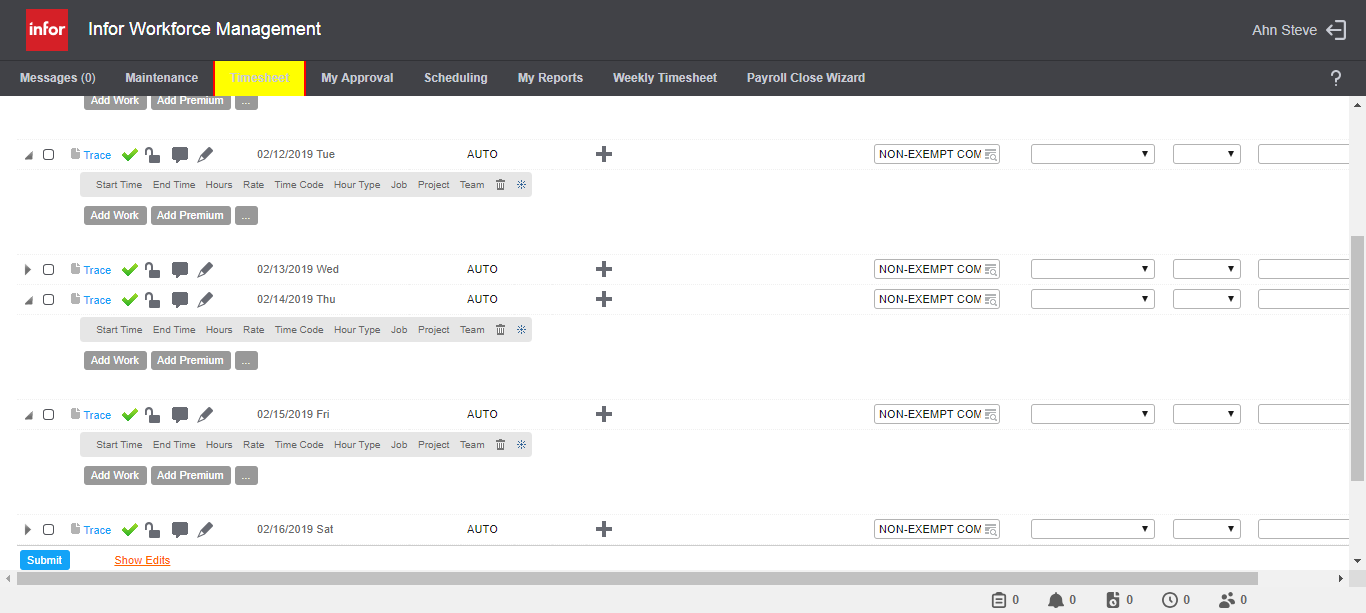 infor Infor Workforce Management Ahn Steve
Messages (0) Maintenance Timesheet My Approval Scheduling My Reports Weekly Timesheet Payroll Close Wizard ?
Add Work Add Premium ...
Trace 02/12/2019 Tue AUTO NON-EXEMPT COM
Start Time End Time Hours Rate Time Code Hour Type Job Project Team
Add Work Add Premium ...
Trace 02/13/2019 Wed AUTO NON-EXEMPT COM
Trace 02/14/2019 Thu AUTO NON-EXEMPT COM
Start Time End Time Hours Rate Time Code Hour Type Job Project Team
Add Work Add Premium ...
Trace 02/15/2019 Fri AUTO NON-EXEMPT COM
Start Time End Time Hours Rate Time Code Hour Type Job Project Team
Add Work Add Premium ...
Trace 02/16/2019 Sat AUTO NON-EXEMPT COM
Submit Show Edits
0 0 0 0 0